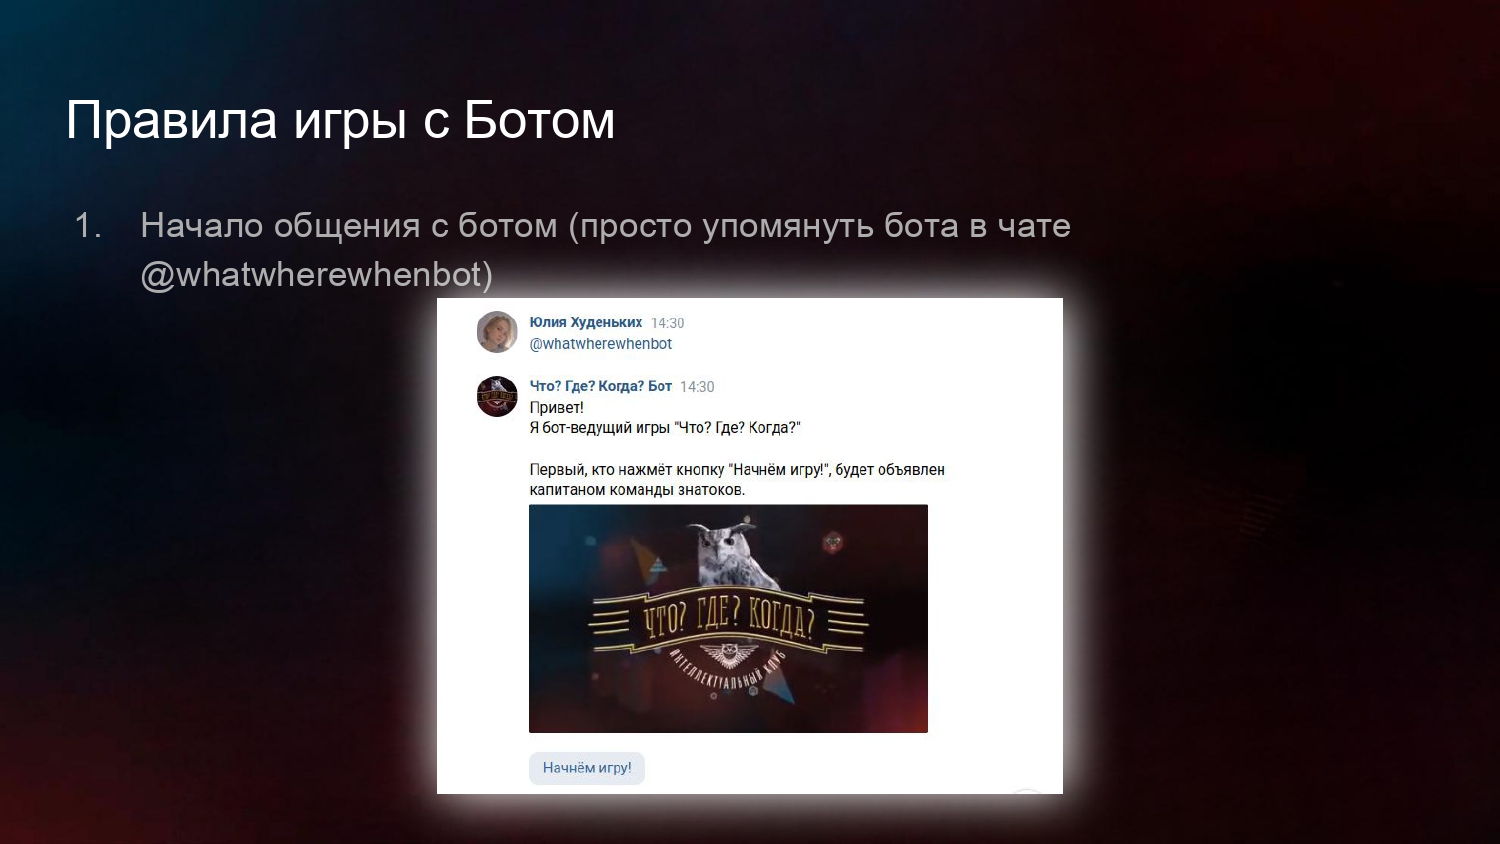 Правила игры с Ботом
1. Начало общения с ботом (просто упомянуть бота в чате
@whatwherewhenbot)
Юлия Худеньких 14:30
@whatwherewhenbot
Что? Где? Когда? Бот 14:30
Привет!
Я бот-ведущий игры "Что? Где? Когда?"
Первый, кто нажмёт кнопку "Начнём игру!", будет объявлен
капитаном команды знатоков.
ЧТО? ГДЕ? КОГДА?
ИНТЕЛЛЕКТУАЛЬНЫЙ КЛУБ
Начнём игру!